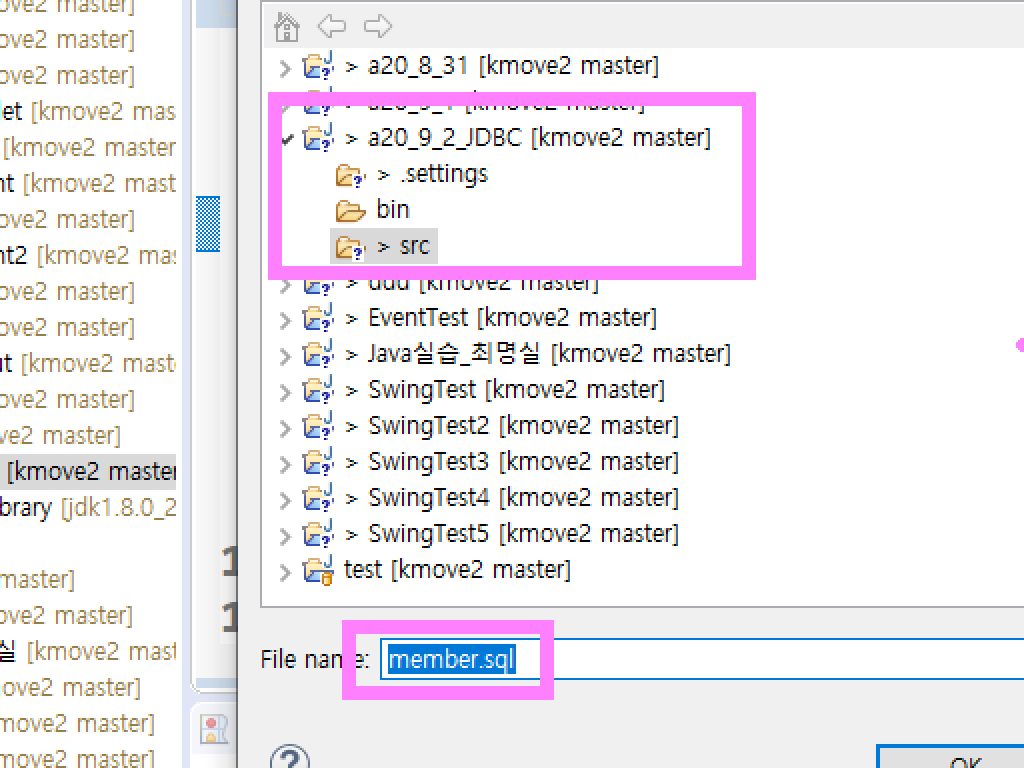 ove2 master]
ove2 master]
ove2 master]
et [kmove2 mas
[kmove2 master
nt [kmove2 mast
ove2 master]
nt2 [kmove2 mas
ove2 master]
ove2 master]
ut [kmove2 mast
ove2 master]
ve2 master]
[kmove2 master
brary [jdk1.8.0_2
master]
ove2 master]
실 [kmove2 mast
ove2 master]
move2 master]
move2 master]
1
1
> a20_8_31 [kmove2 master]
> a20_9_1 [kmove2 master]
> a20_9_2_JDBC [kmove2 master]
> .settings
bin
> src
> ddd [kmove2 master]
> EventTest [kmove2 master]
> Java실습_최명실 [kmove2 master]
> SwingTest [kmove2 master]
> SwingTest2 [kmove2 master]
> SwingTest3 [kmove2 master]
> SwingTest4 [kmove2 master]
> SwingTest5 [kmove2 master]
test [kmove2 master]
File name: member.sql
?
OK